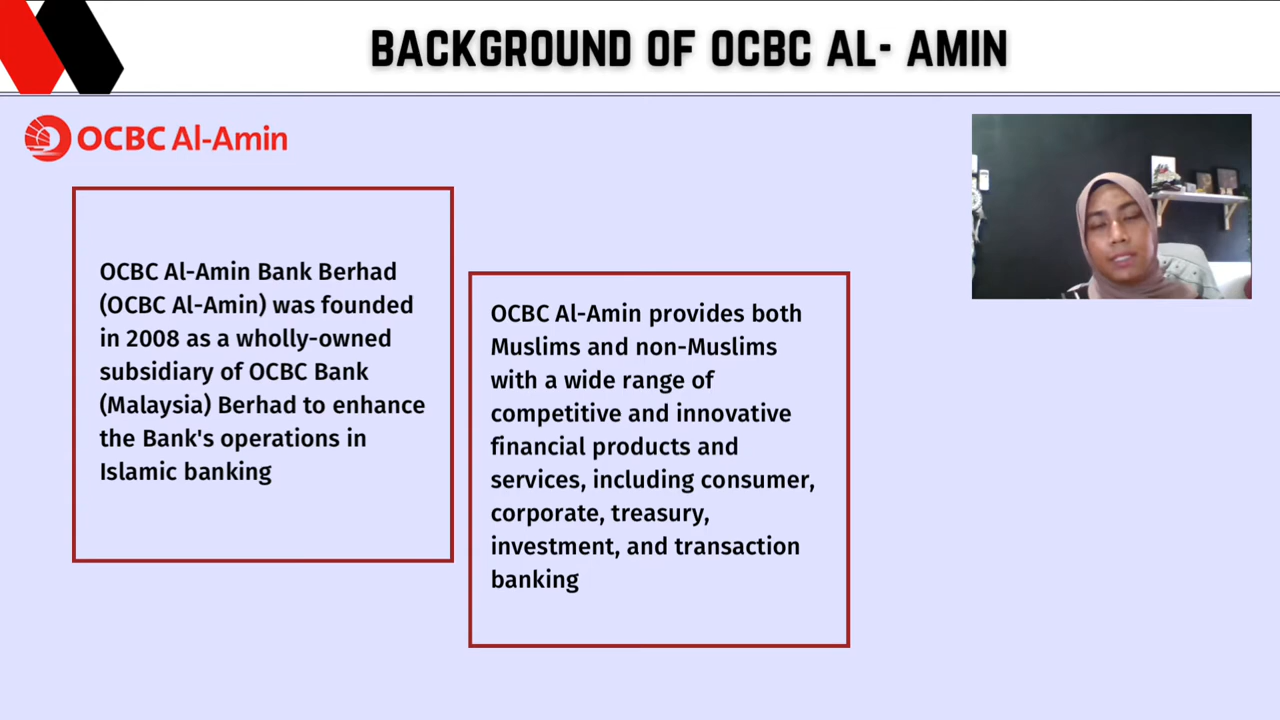 BACKGROUND OF OCBC AL- AMIN
OCBC Al-Amin
OCBC Al-Amin Bank Berhad
(OCBC Al-Amin) was founded
in 2008 as a wholly-owned
subsidiary of OCBC Bank
(Malaysia) Berhad to enhance
the Bank's operations in
Islamic banking
OCBC Al-Amin provides both
Muslims and non-Muslims
with a wide range of
competitive and innovative
financial products and
services, including consumer,
corporate, treasury,
investment, and transaction
banking